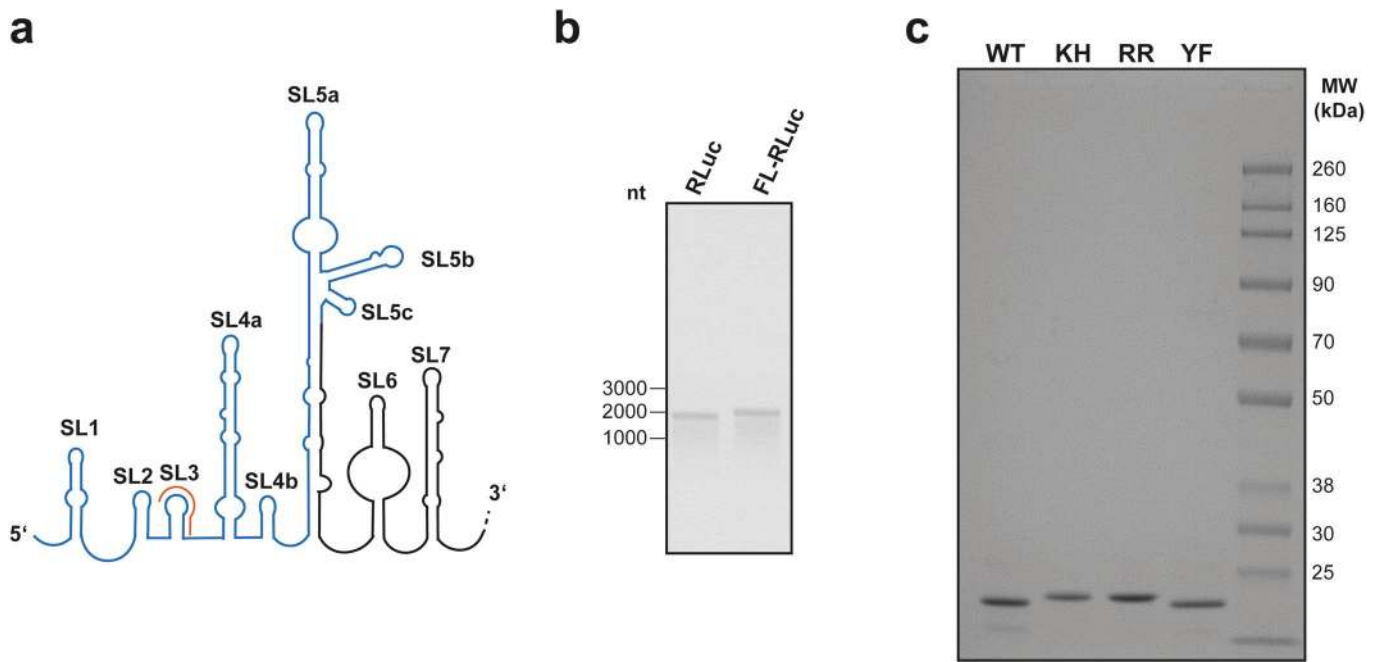 a
SL5a
SL5b
SL5c
SL4a
SL7
SL6
SL1
SL2
SL3
SL4b
5‘
3‘
b
RLuc
FL-RLuc
nt
3000
2000
1000
c
WT KH RR YF
MW
(kDa)
260
160
125
90
70
50
38
30
25